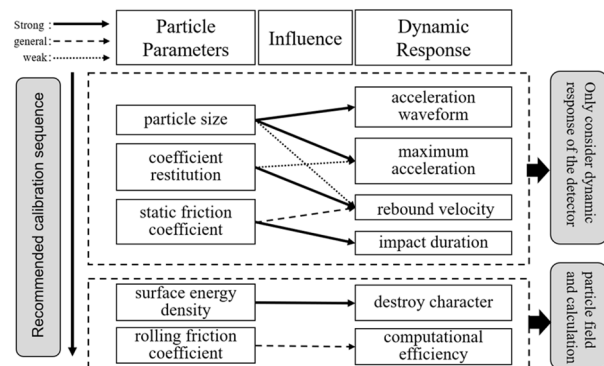 Strong:
general:
weak:
Particle
Parameters
Influence
Dynamic
Response
Recommended calibration sequence
particle size
coefficient
restitution
static friction
coefficient
acceleration
waveform
maximum
acceleration
rebound velocity
impact duration
Only consider dynamic
response of the detector
surface energy
density
rolling friction
coefficient
destroy character
computational
efficiency
particle field
and calculation